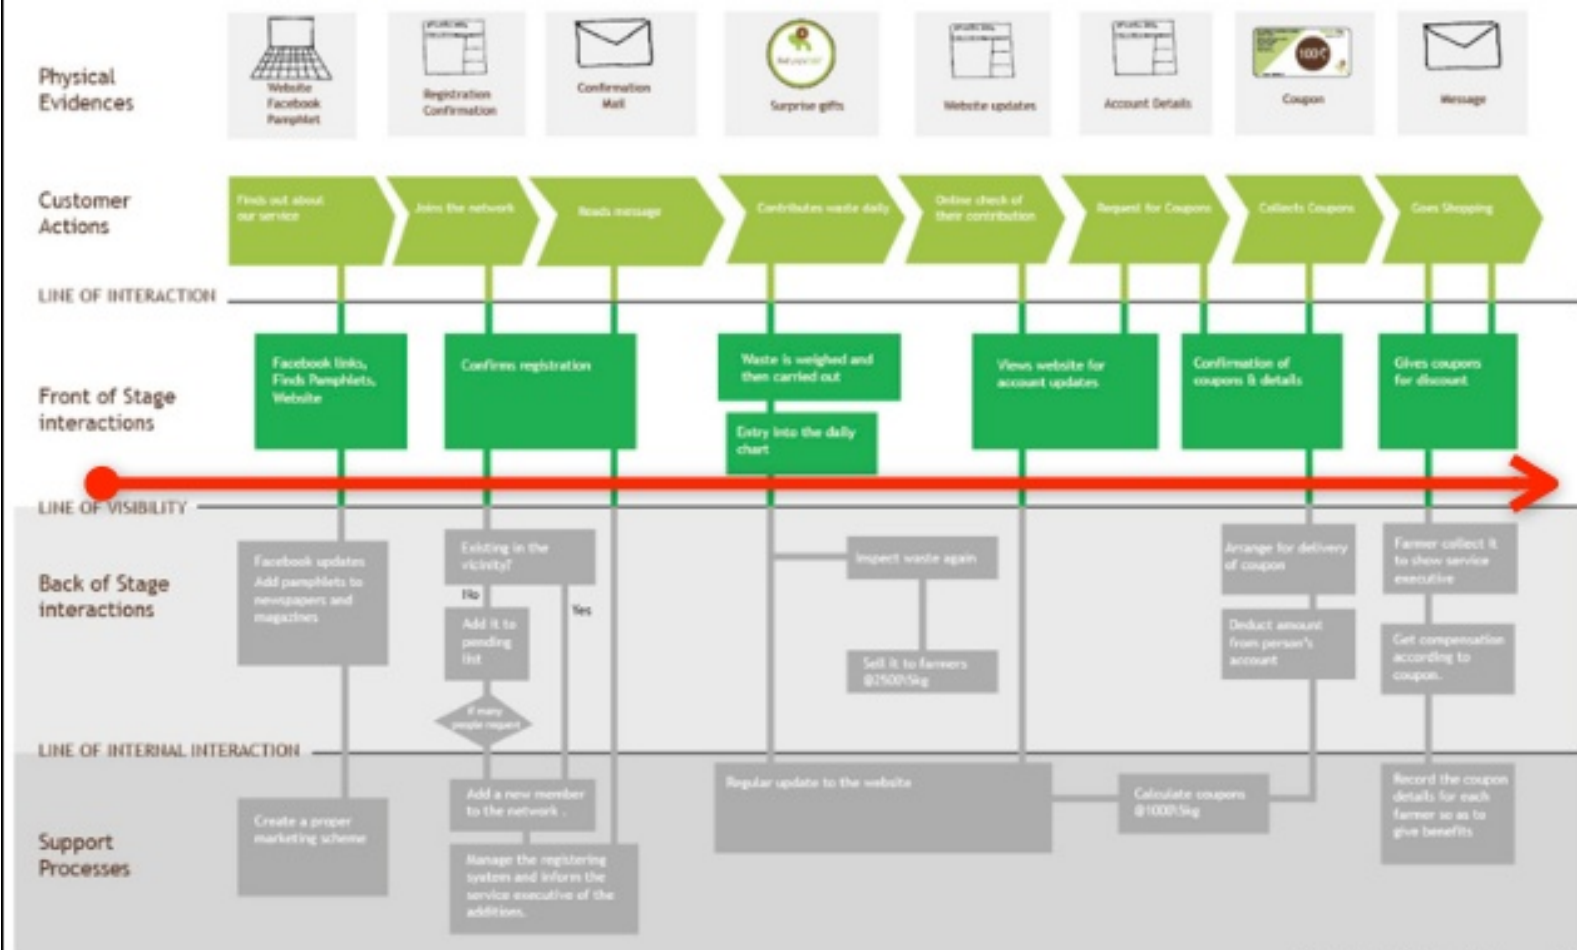 Physical
Evidences
Website
Facebook
Pamphlet
Registration
Confirmation
Confirmation
Mail
Surprise gifts
Website updates
Account Details
100
Coupon
Message
Customer
Actions
Finds out about
our service
Joins the network
Reads message
Contributes waste daily
Online check of
their contribution
Request for Coupons
Collects Coupons
Goes Shopping
LINE OF INTERACTION
Front of Stage
interactions
Facebook links,
Finds Pamphlets,
Website
Confirms registration
Waste is weighed and
then carried out
Entry into the daily
chart
Views website for
account updates
Confirmation of
coupons & details
Gives coupons
for discount
LINE OF VISIBILITY
Back of Stage
interactions
Facebook updates
Add pamphlets to
newspapers and
magazines
Existing in the
vicinity?
No
Yes
Add it to
pending
list
if many
people request
Inspect waste again
Sell it to farmers
Arrange for delivery
of coupon
Deduct amount
from person's
account
Farmer collect it
to show service
executive
Get compensation
according to
coupon.
LINE OF INTERNAL INTERACTION
Support
Processes
Create a proper
marketing scheme
Add a new member
to the network .
Manage the registering
system and inform the
service executive of the
additions.
Regular update to the website
Calculate coupons
Record the coupon
details for each
farmer so as to
give benefits